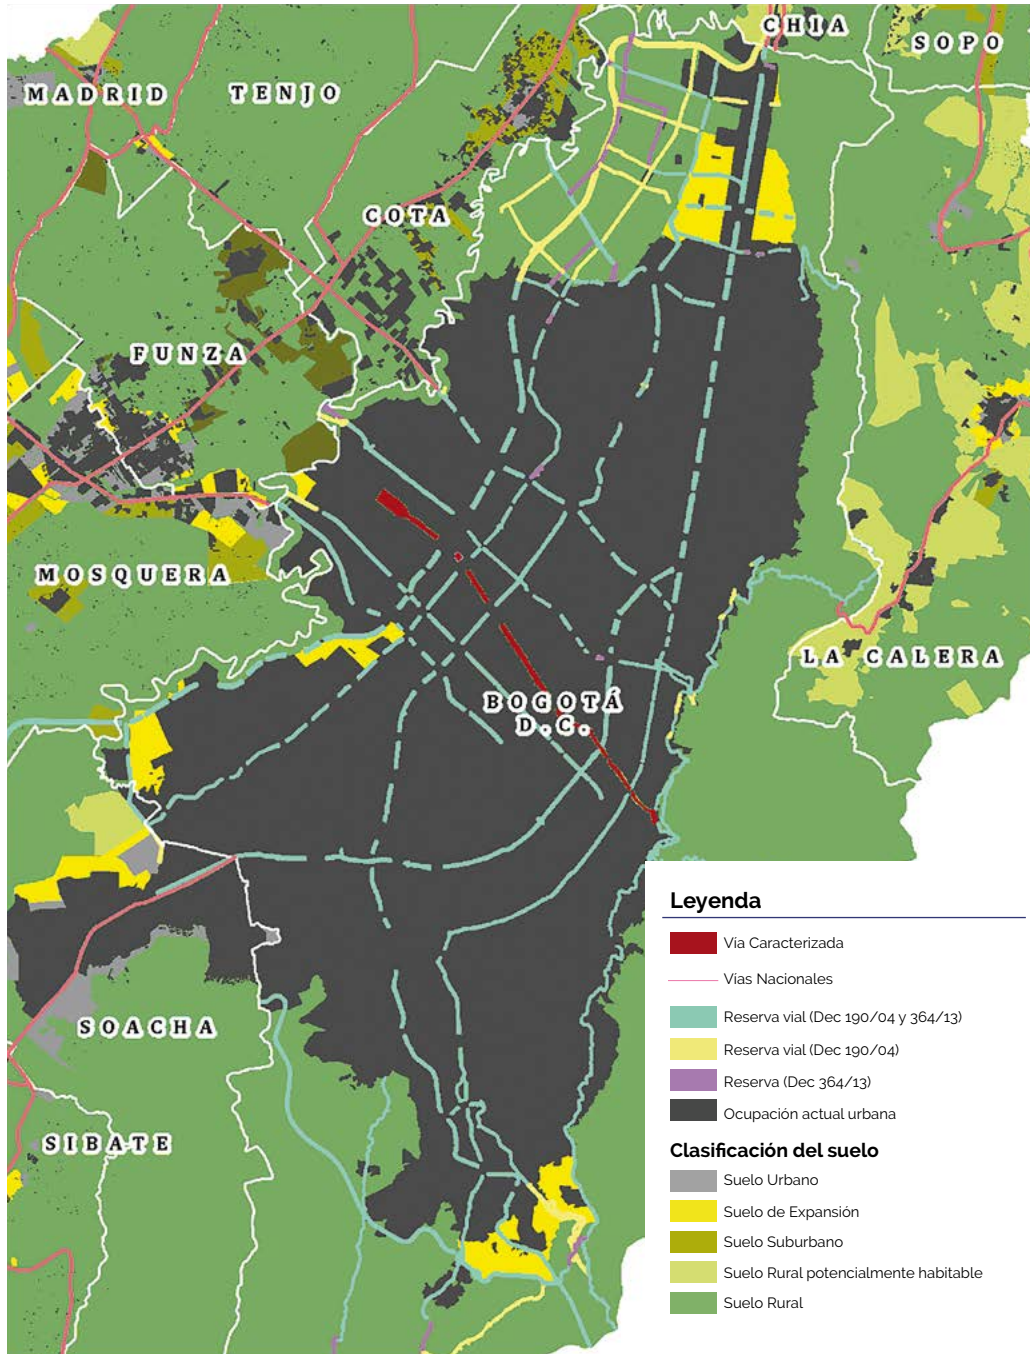 CHIA
SOPO
MADRID
TENJO
COTA
FUNZA
MOSQUERA
LA CALERA
BOGOTÁ
D.C.
SOACHA
SIBATE
Leyenda
Vía Caracterizada
Vías Nacionales
Reserva vial (Dec 190/04 y 364/13)
Reserva vial (Dec 190/04)
Reserva (Dec 364/13)
Ocupación actual urbana
Clasificación del suelo
Suelo Urbano
Suelo de Expansión
Suelo Suburbano
Suelo Rural potencialmente habitable
Suelo Rural